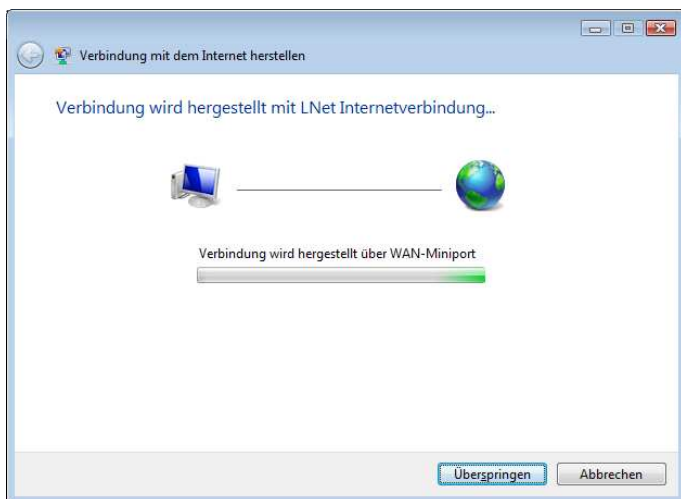 Verbindung mit dem Internet herstellen
Verbindung wird hergestellt mit LNet Internetverbindung...
Verbindung wird hergestellt über WAN-Miniport
Überspringen
Abbrechen